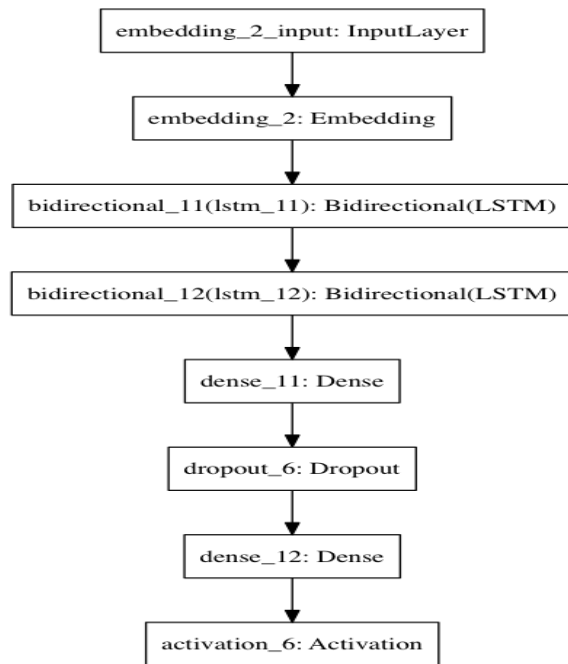 embedding_2_input: InputLayer
embedding_2: Embedding
bidirectional_11(lstm_11): Bidirectional(LSTM)
bidirectional_12(lstm_12): Bidirectional(LSTM)
dense_11: Dense
dropout_6: Dropout
dense_12: Dense
activation_6: Activation